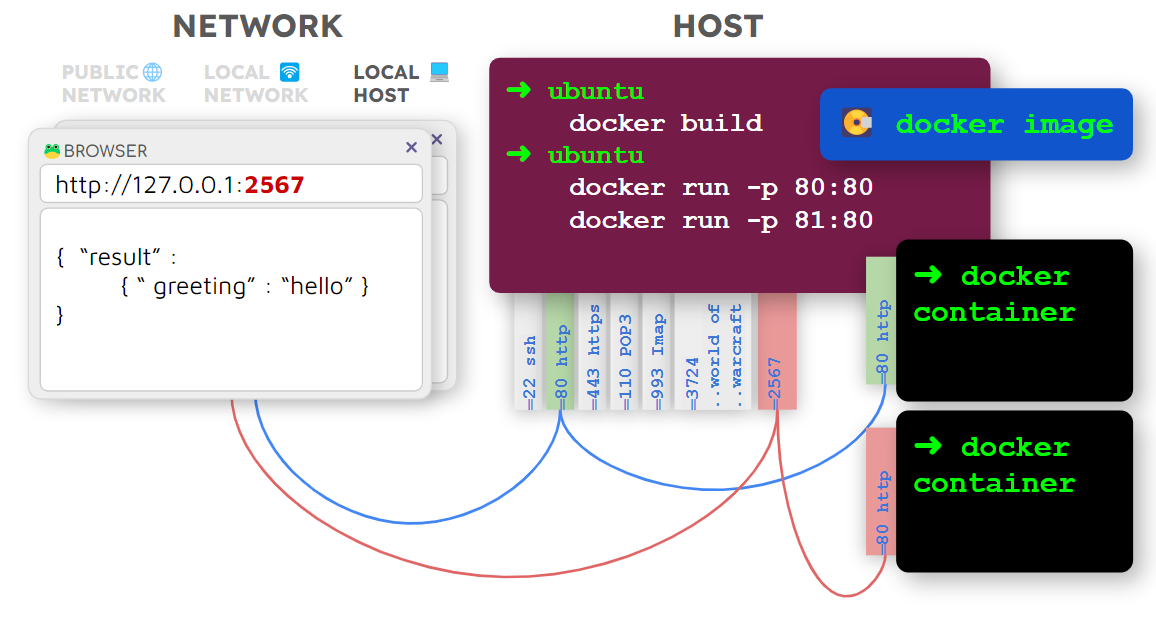 NETWORK
HOST
PUBLIC
NETWORK
LOCAL
NETWORK
LOCAL
HOST
BROWSER
http://127.0.0.1:2567
{ “result” :
{ “ greeting” : “hello” }
}
➜ ubuntu
docker build
➜ ubuntu
docker run -p 80:80
docker run -p 81:80
docker image
=22 ssh
=80 http
=443 https
=110 POP3
=993 Imap
=3724
..world of
..warcraft
=2567
=80 http
➜ docker
container
=80 http
➜ docker
container